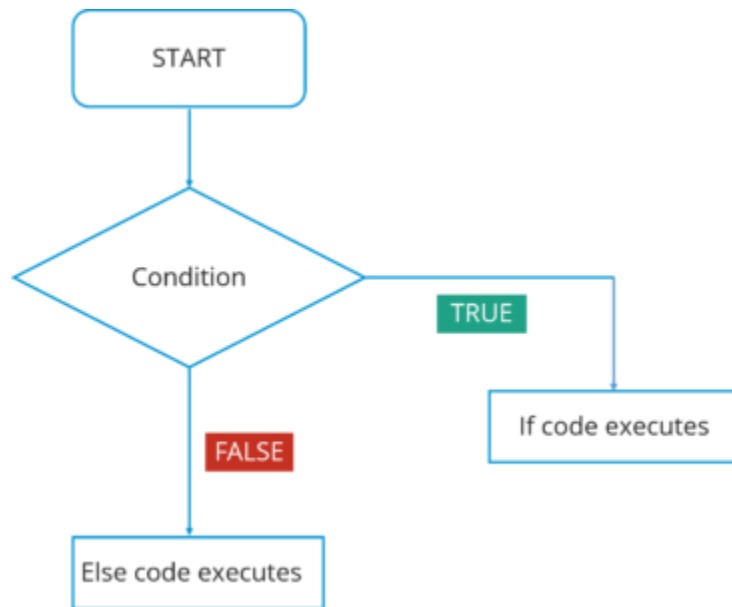 START
Condition
TRUE
If code executes
FALSE
Else code executes